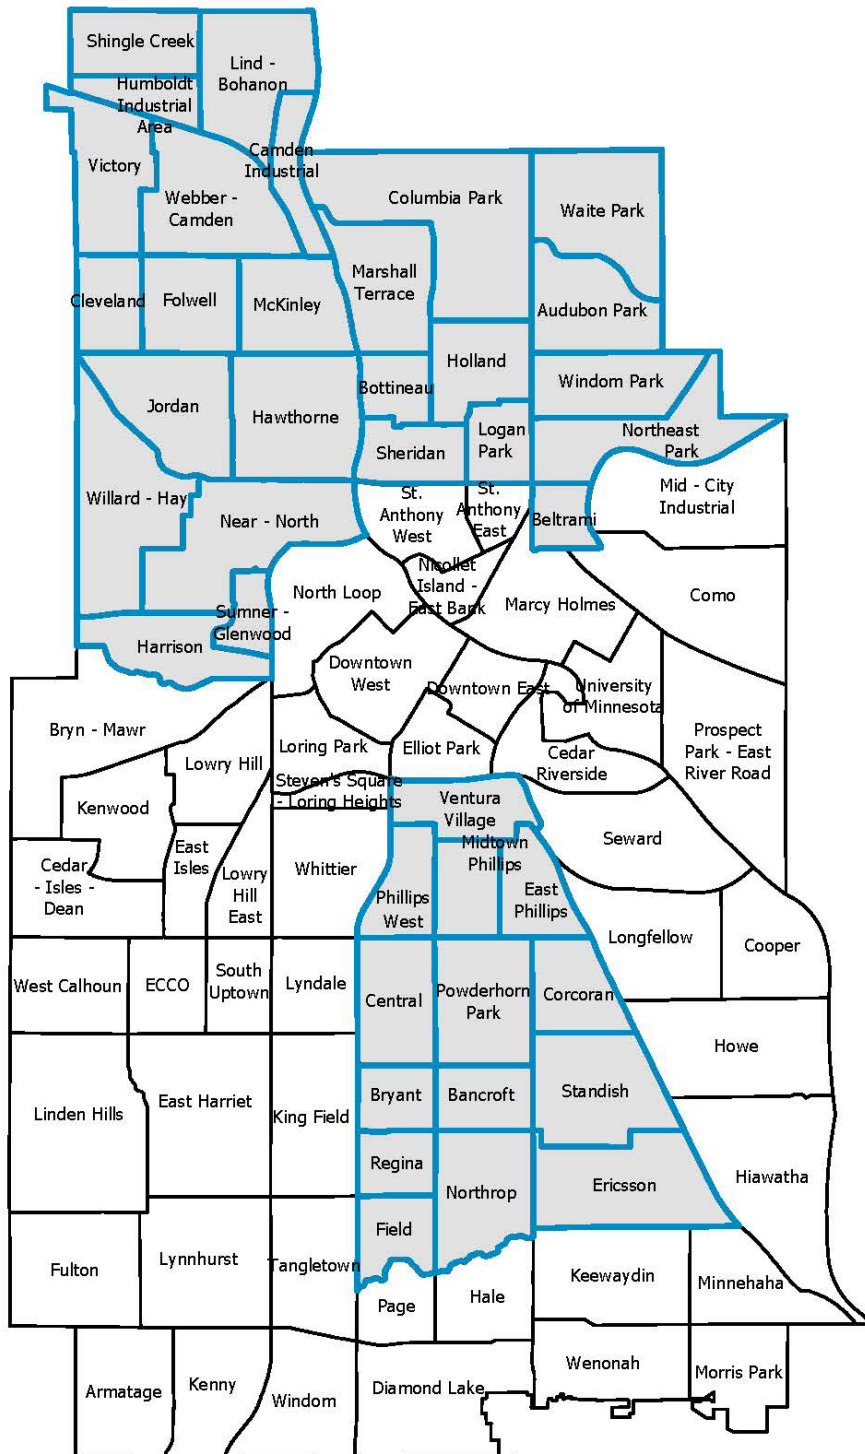 Shingle Creek
Lind -
Bohanon
Humboldt
Industrial
Area
Camden
Industrial
Victory
Webber -
Camden
Columbia Park
Waite Park
Marshall
Terrace
Cleveland
Folwell
McKinley
Audubon Park
Holland
Bottineau
Windom Park
Jordan
Hawthorne
Logan
Park
Northeast
Park
Sheridan
Willard - Hay
Near - North
St.
Anthony
West
St.
Anthony
East
Beltrami
Mid - City
Industrial
Nicollet
Island -
East Bank
North Loop
Marcy Holmes
Como
Sumner -
Glenwood
Harrison
Downtown
West
Downtown East
University
of Minnesota
Bryn - Mawr
Prospect
Park - East
River Road
Loring Park
Elliot Park
Cedar
Riverside
Lowry Hill
Steven's Square
- Loring Heights
Kenwood
Ventura
Village
Midtown
Phillips
Seward
East
Isles
Cedar
- Isles -
Dean
Lowry
Hill
East
Whittier
Phillips
West
East
Phillips
Longfellow
Cooper
West Calhoun
ECCO
South
Uptown
Lyndale
Central
Powderhorn
Park
Corcoran
Howe
Linden Hills
East Harriet
King Field
Bryant
Bancroft
Standish
Regina
Northrop
Ericsson
Hiawatha
Field
Fulton
Lynnhurst
Tangletown
Keewaydin
Minnehaha
Page
Hale
Wenonah
Morris Park
Armatage
Kenny
Windom
Diamond Lake